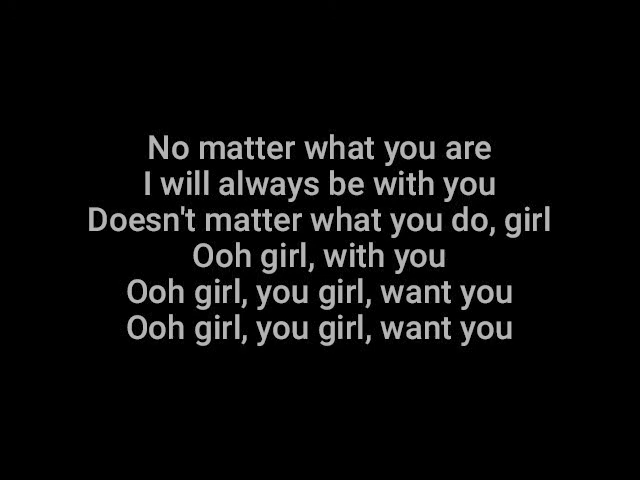 No matter what you are
I will always be with you
Doesn't matter what you do, girl
Ooh girl, with you
Ooh girl, you girl, want you
Ooh girl, you girl, want you